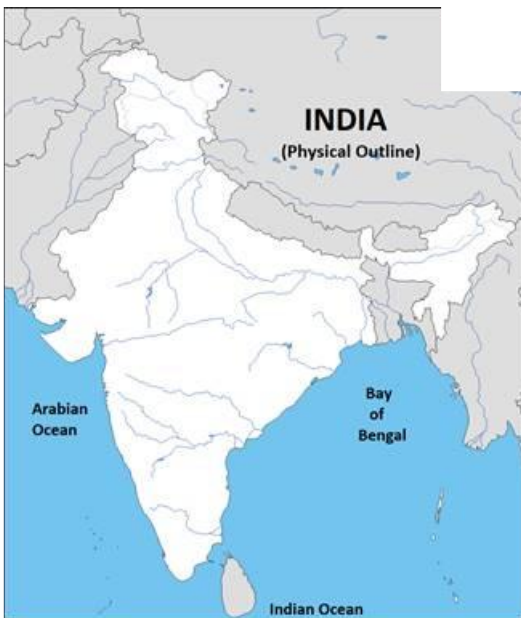 INDIA
(Physical Outline)
Arabian
Ocean
Bay
of
Bengal
Indian Ocean